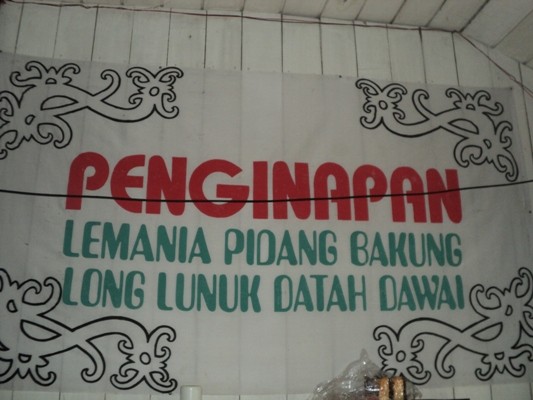 PENGINAPAN
LEMANIA PIDANG BAKUNG
LONG LUNUK DATAH DAWAI